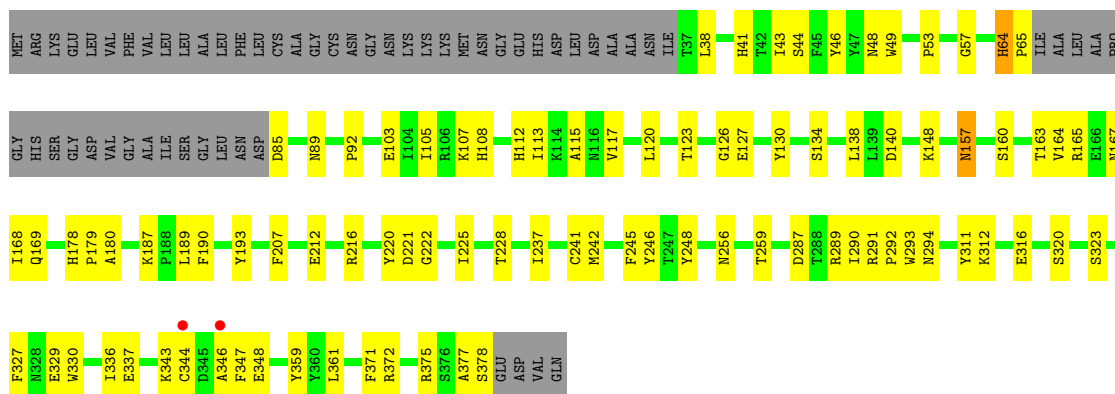 MET ARG LYS GLU LEU VAL PHE VAL LEU LEU ALA LEU PHE LEU CYS ALA GLY CYS ASN GLY ASN LYS LYS LYS MET ASN GLY GLU HIS ASP LEU ASP ALA ALA ASN ILE T37 L38 H41 T42 I43 S44 F45 Y46 Y47 N48 W49 P53 G57 H64 P65 ILE ALA LEU ALA PRO
GLY HIS SER GLY ASP VAL GLY ALA ILE SER GLY LEU ASN ASP D85 N89 P92 E103 I104 I105 R106 K107 H108 H112 I113 K114 A115 N116 V117 L120 T123 G126 E127 Y130 S134 L138 L139 D140 K148 N157 S160 T163 V164 R165 E166 N167
I168 Q169 H178 P179 A180 K187 P188 L189 F190 Y193 F207 E212 R216 Y220 D221 G222 I225 T228 I237 C241 M242 F245 Y246 T247 Y248 N256 T259 D287 T288 R289 I290 R291 P292 W293 N294 Y311 K312 E316 S320 S323
F327 N328 E329 W330 I336 E337 K343 C344 D345 A346 F347 E348 Y359 Y360 L361 F371 R372 R375 S376 A377 S378 GLU ASP VAL GLN